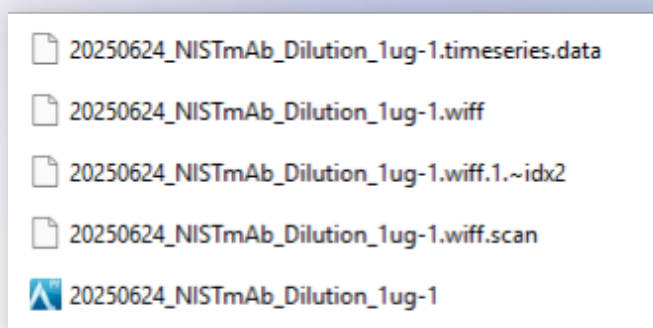 20250624_NISTmAb_Dilution_1ug-1.timeseries.data
20250624_NISTmAb_Dilution_1ug-1.wiff
20250624_NISTmAb_Dilution_1ug-1.wiff.1.~idx2
20250624_NISTmAb_Dilution_1ug-1.wiff.scan
20250624_NISTmAb_Dilution_1ug-1